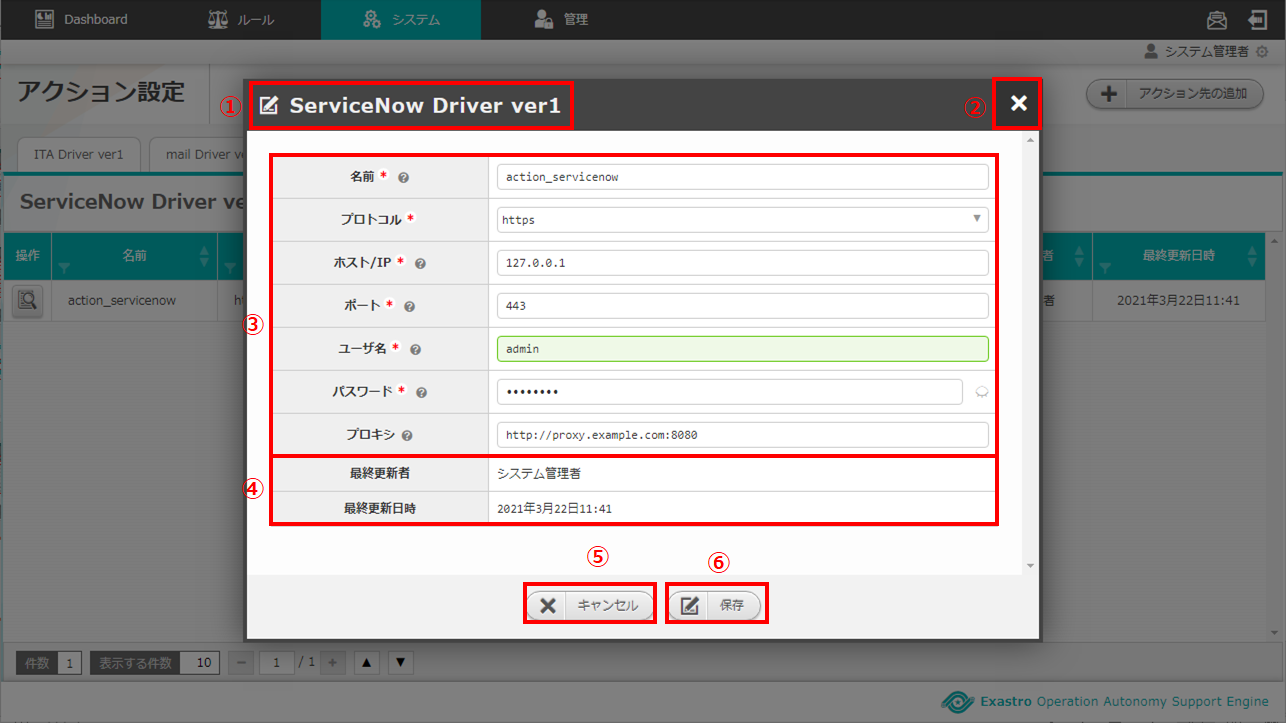 Dashboard ルール システム 管理
システム管理者
アクション設定
アクション先の追加
① ServiceNow Driver ver1 ②
ITA Driver ver1 mail Driver ve
ServiceNow Driver ve
操作 名前 者 最終更新日時
action_servicenow ht 者 2021年3月22日11:41
③
名前 * action_servicenow
プロトコル * https
ホスト/IP * 127.0.0.1
ポート * 443
ユーザ名 * admin
パスワード * ••••••••
プロキシ http://proxy.example.com:8080
④
最終更新者 システム管理者
最終更新日時 2021年3月22日11:41
⑤ ⑥
キャンセル 保存
件数 1 表示する件数 10 − 1 / 1 + ▲ ▼
Exastro Operation Autonomy Support Engine